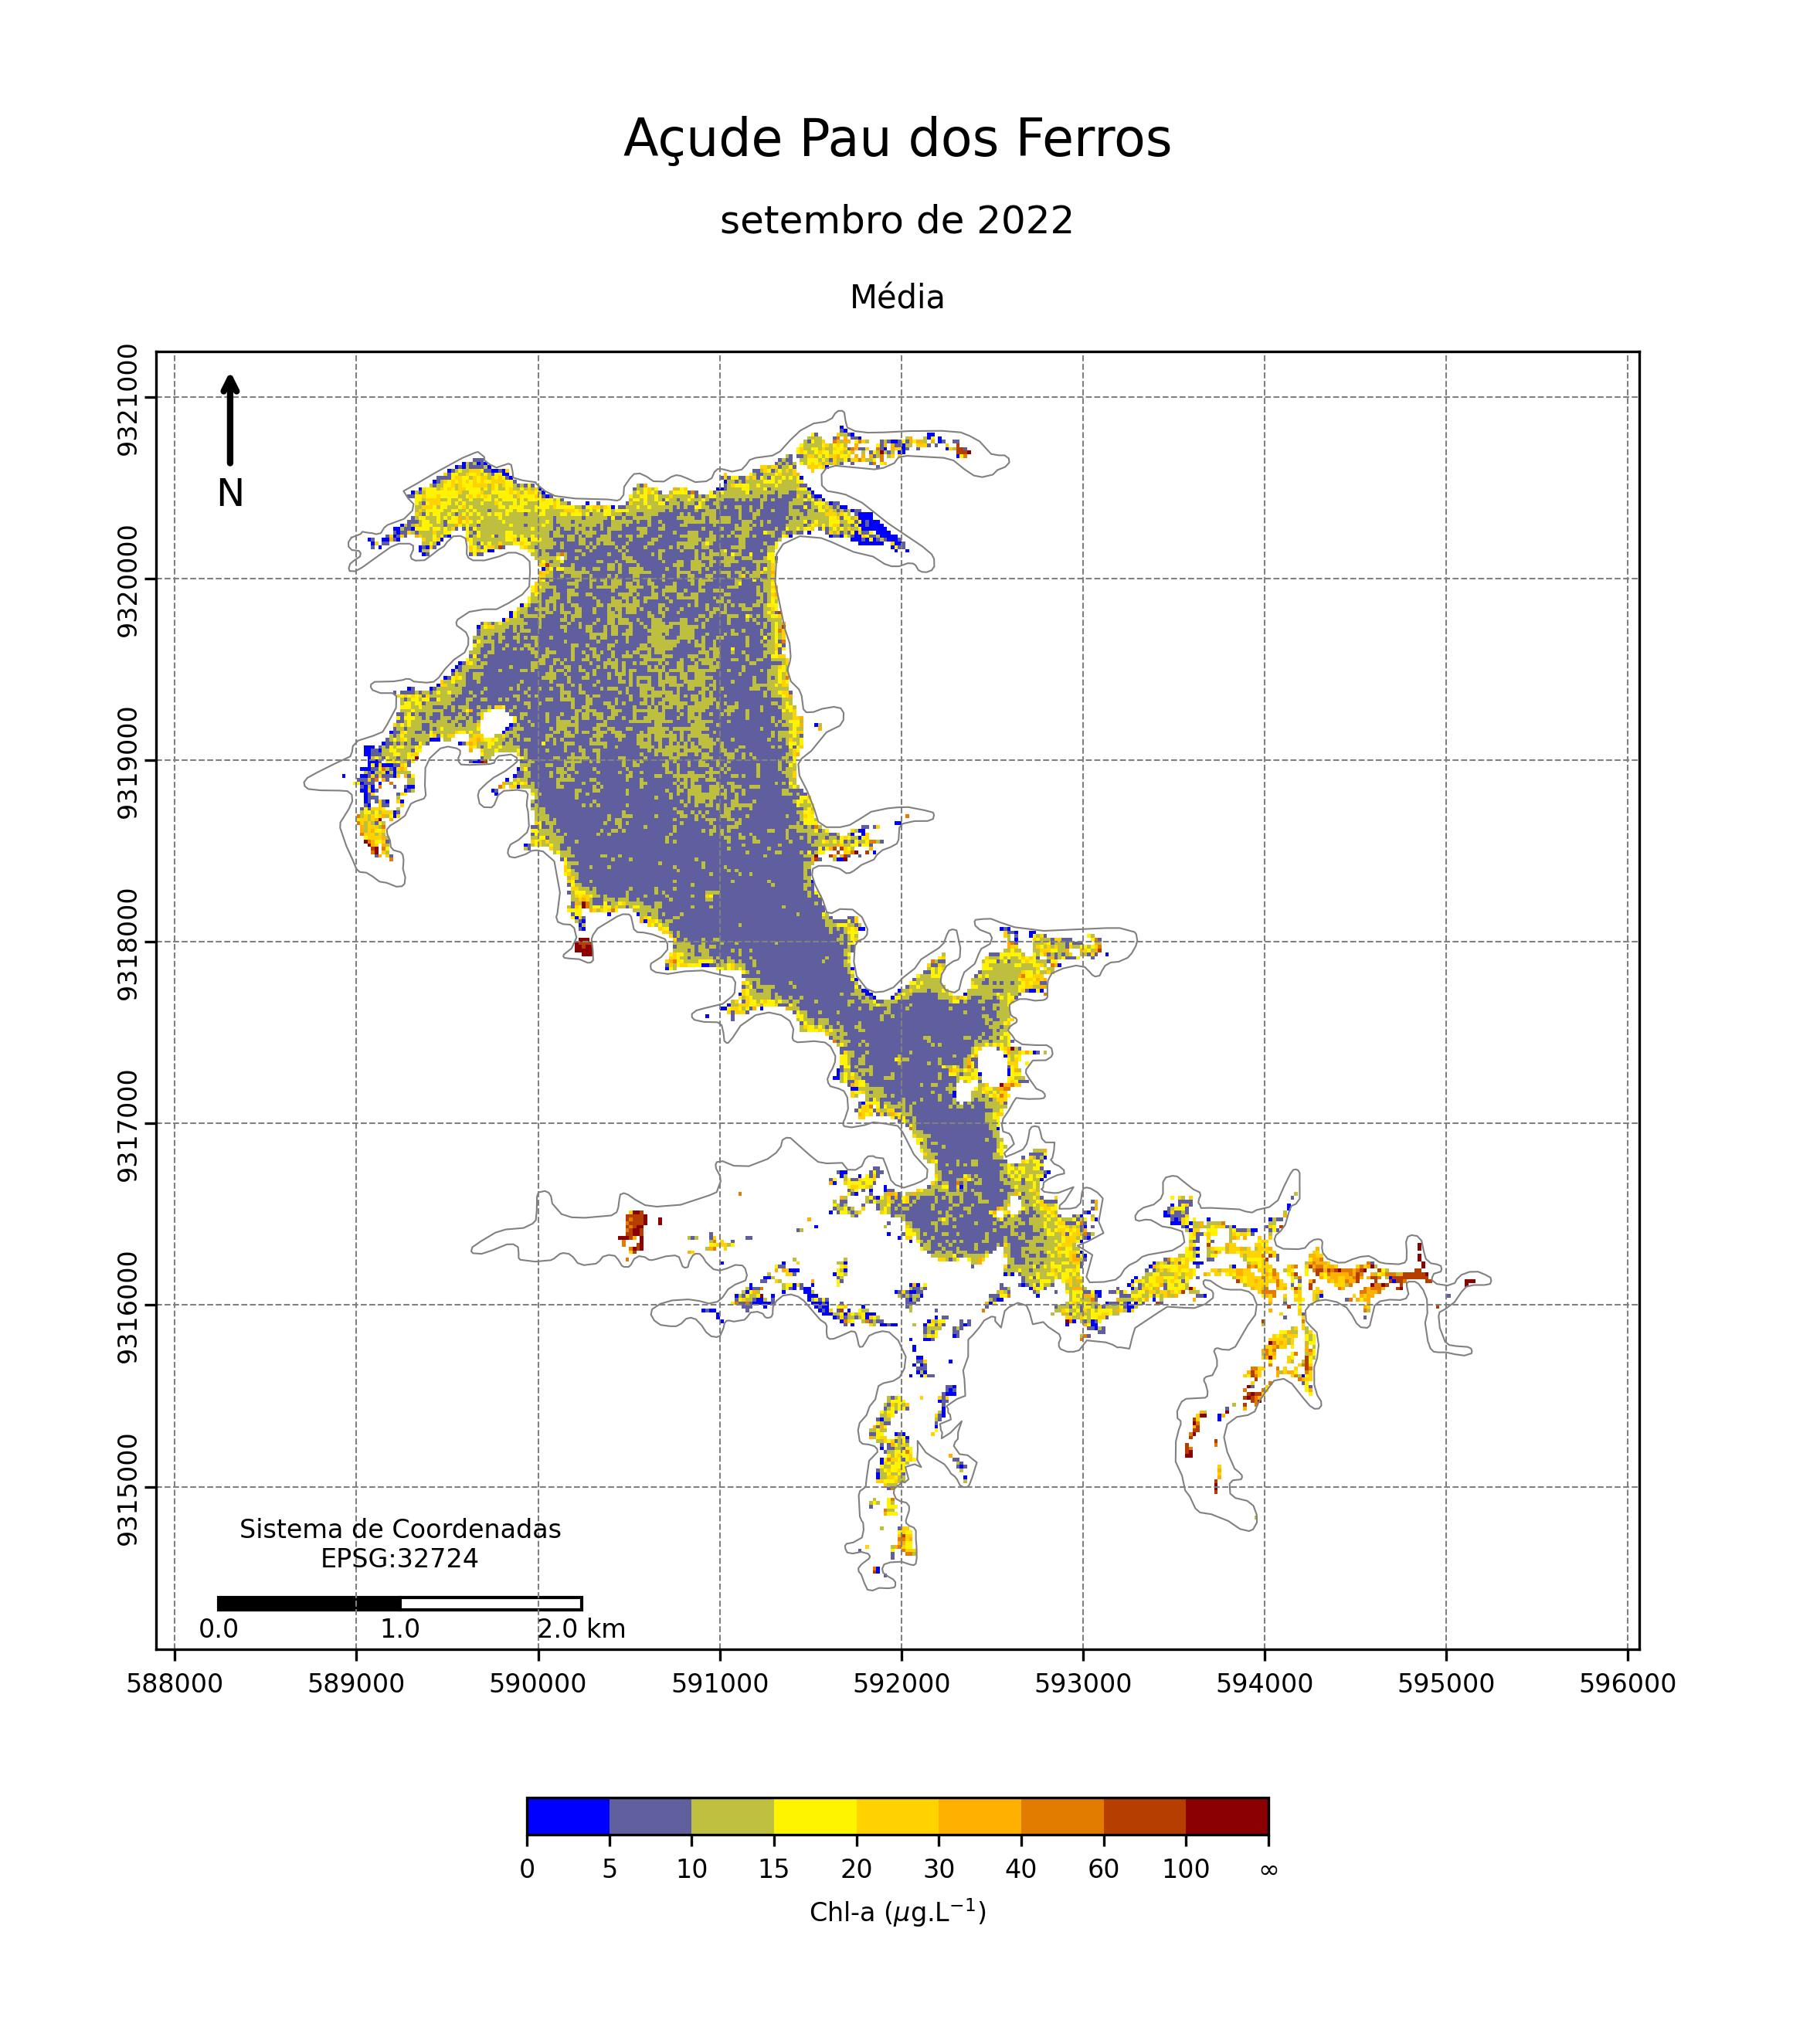 Açude Pau dos Ferros
setembro de 2022
Média
9321000
9320000
9319000
9318000
9317000
9316000
9315000
N
Sistema de Coordenadas
EPSG:32724
0.0 1.0 2.0 km
588000 589000 590000 591000 592000 593000 594000 595000 596000
0 5 10 15 20 30 40 60 100 ∞
Chl-a (μg.L⁻¹)